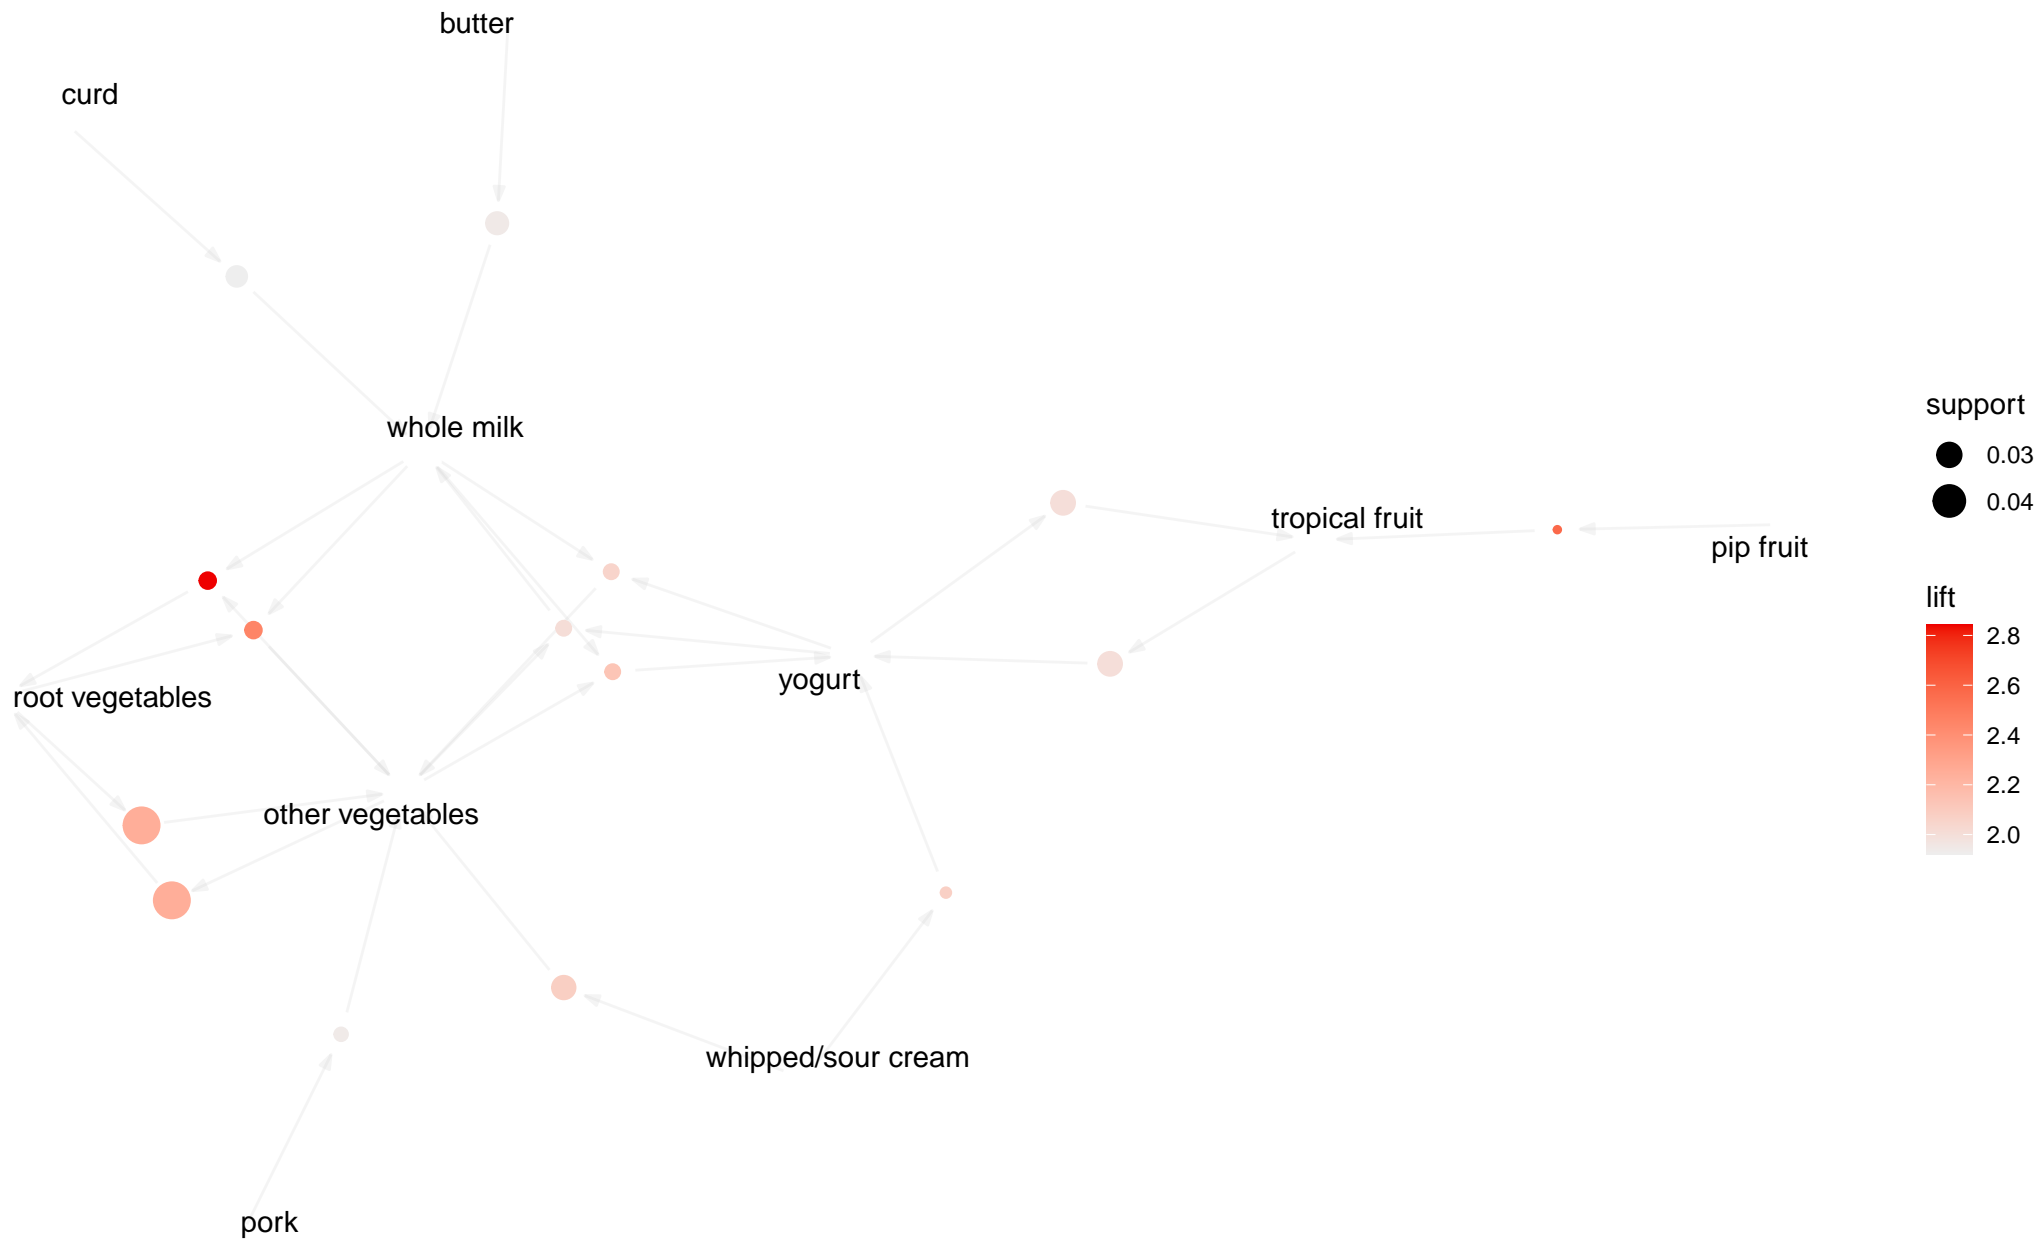 butter
curd
whole milk
tropical fruit
pip fruit
root vegetables
yogurt
other vegetables
whipped/sour cream
pork
support
0.03
0.04
lift
2.8
2.6
2.4
2.2
2.0